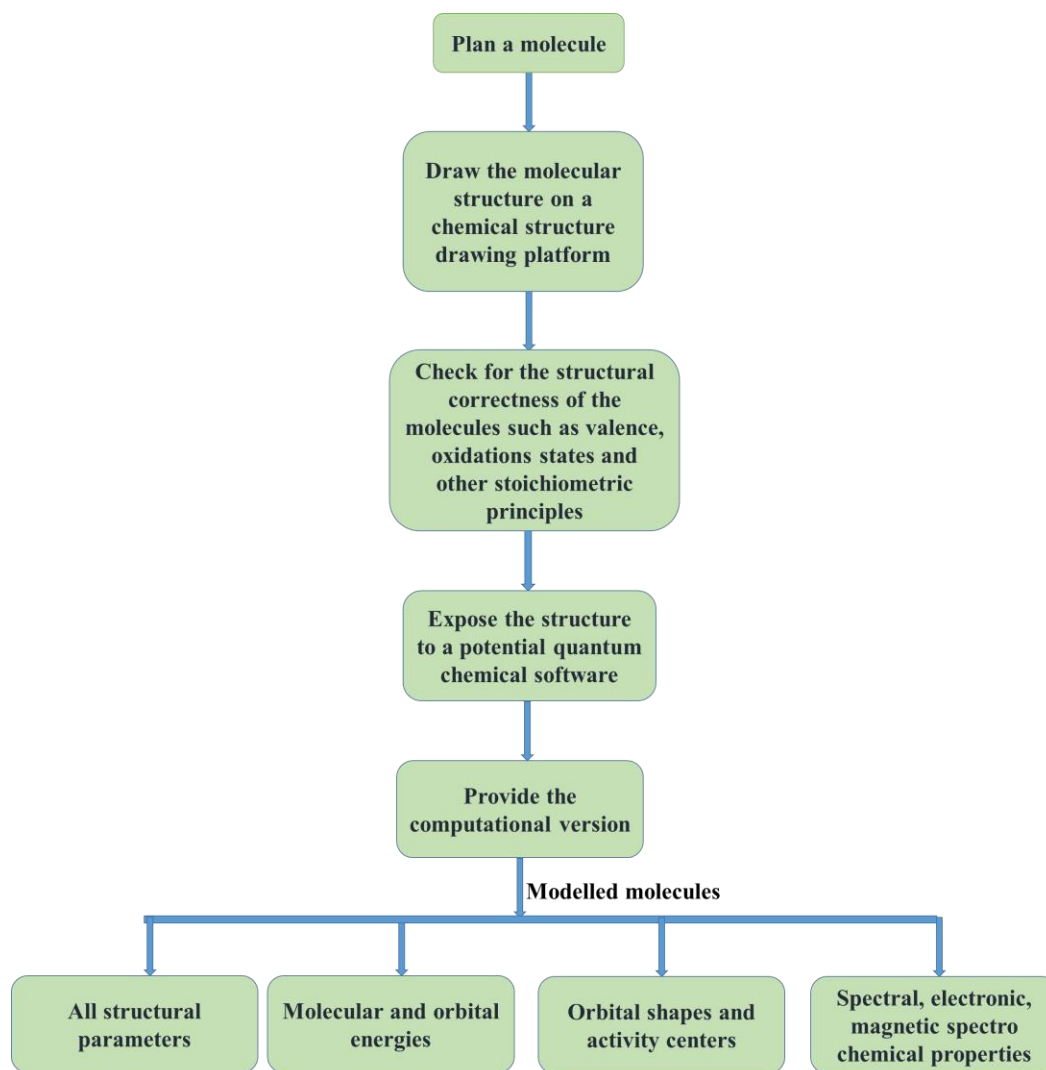 Plan a molecule
Draw the molecular
structure on a
chemical structure
drawing platform
Check for the structural
correctness of the
molecules such as valence,
oxidations states and
other stoichiometric
principles
Expose the structure
to a potential quantum
chemical software
Provide the
computational version
Modelled molecules
All structural
parameters
Molecular and orbital
energies
Orbital shapes and
activity centers
Spectral, electronic,
magnetic spectro
chemical properties